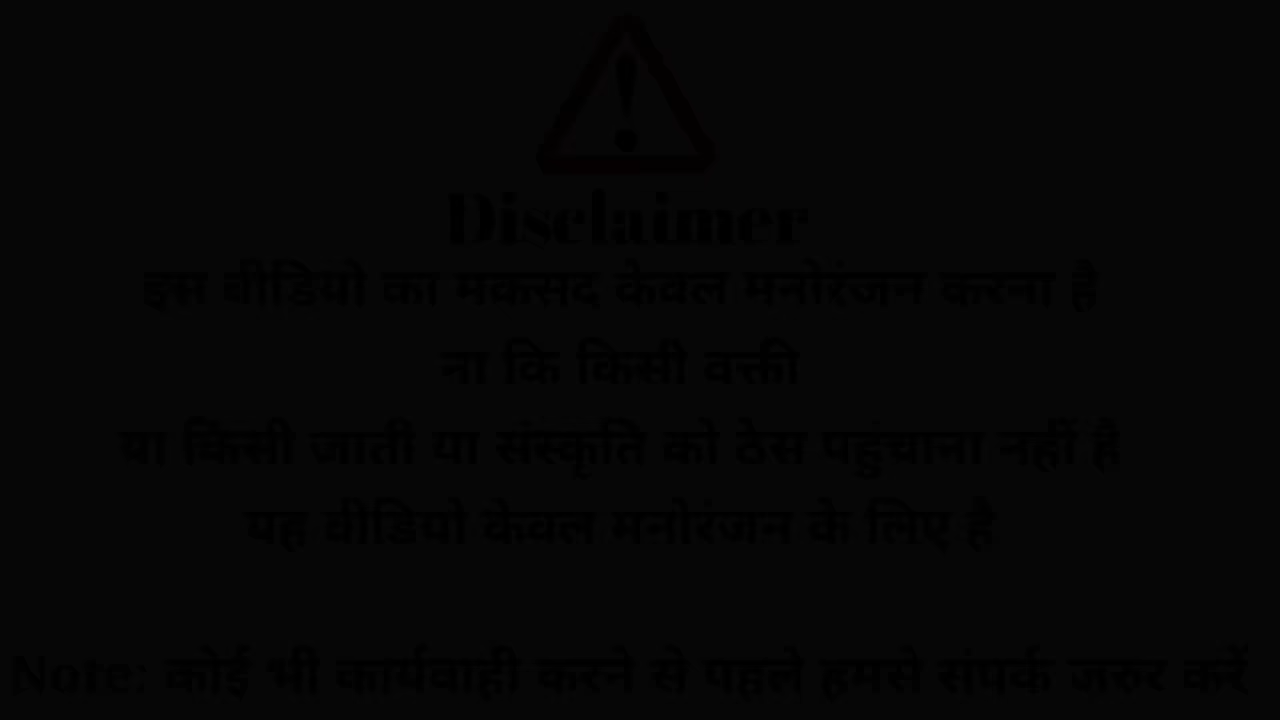 Disclaimer
इस वीडियो का मकसद केवल मनोरंजन करना है
ना कि किसी वक्ती
या किसी जाती या संस्कृति को ठेस पहुंचाना नहीं है
यह वीडियो केवल मनोरंजन के लिए है
Note: कोई भी कार्यवाही करने से पहले हमसे संपर्क जरुर करें